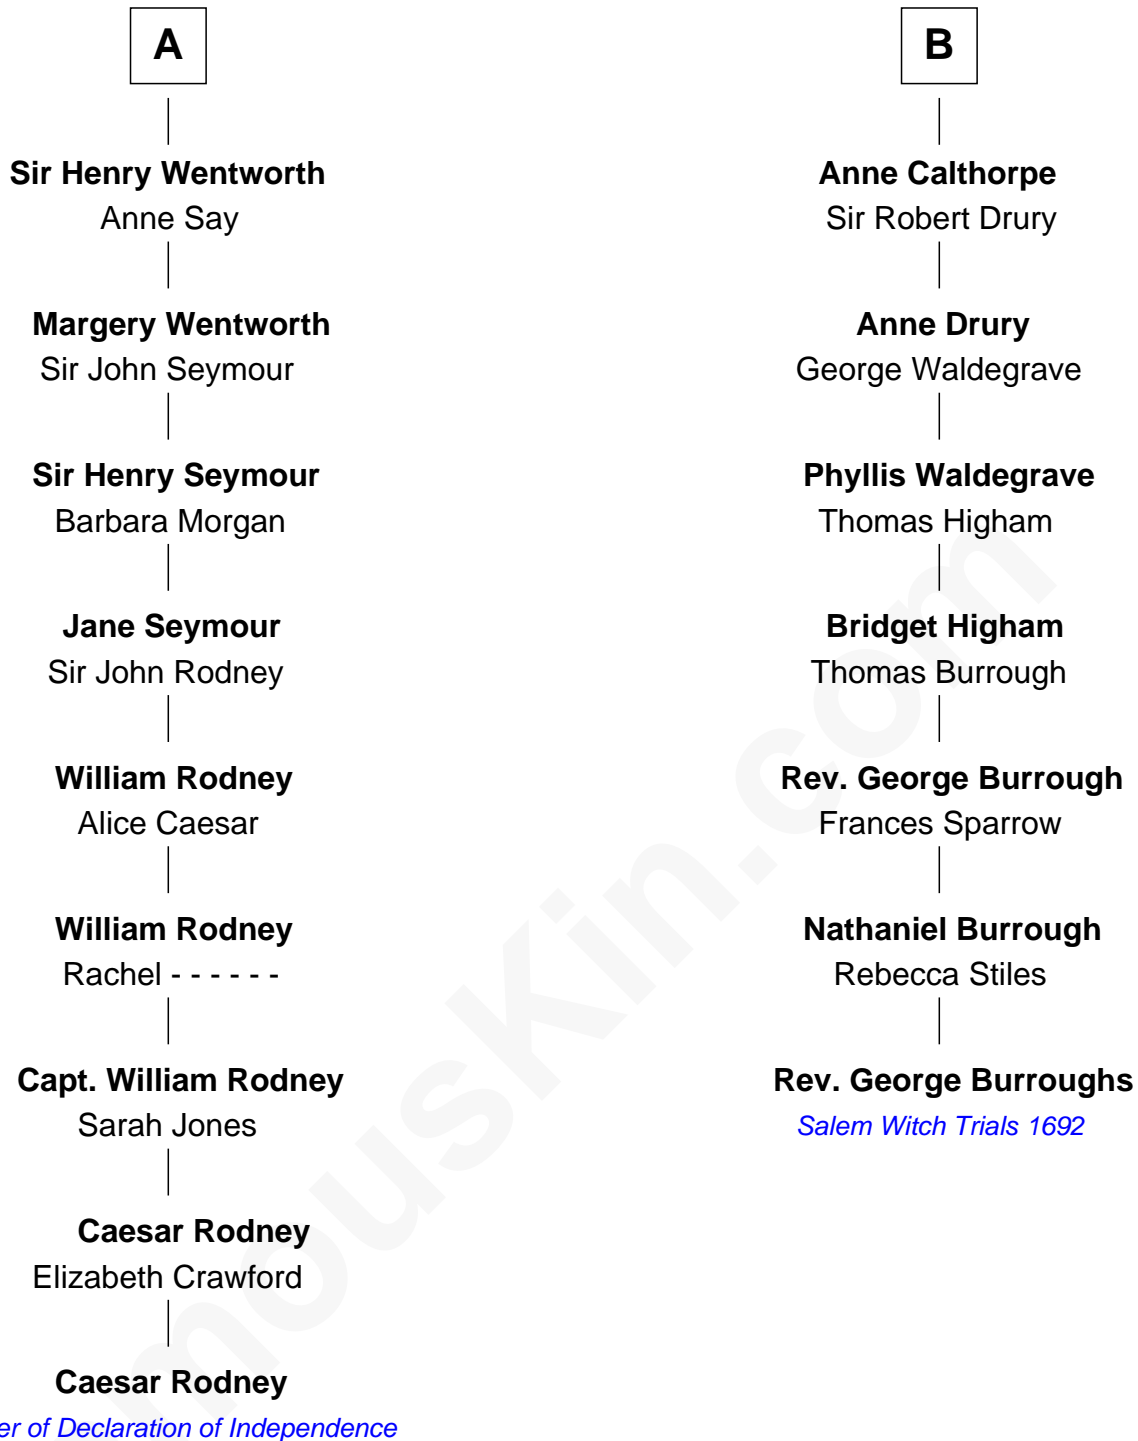 A
Sir Henry Wentworth
Anne Say
Margery Wentworth
Sir John Seymour
Sir Henry Seymour
Barbara Morgan
Jane Seymour
Sir John Rodney
William Rodney
Alice Caesar
William Rodney
Rachel - - - - - -
Capt. William Rodney
Sarah Jones
Caesar Rodney
Elizabeth Crawford
Caesar Rodney
er of Declaration of Independence
B
Anne Calthorpe
Sir Robert Drury
Anne Drury
George Waldegrave
Phyllis Waldegrave
Thomas Higham
Bridget Higham
Thomas Burrough
Rev. George Burrough
Frances Sparrow
Nathaniel Burrough
Rebecca Stiles
Rev. George Burroughs
Salem Witch Trials 1692
mouskin.com